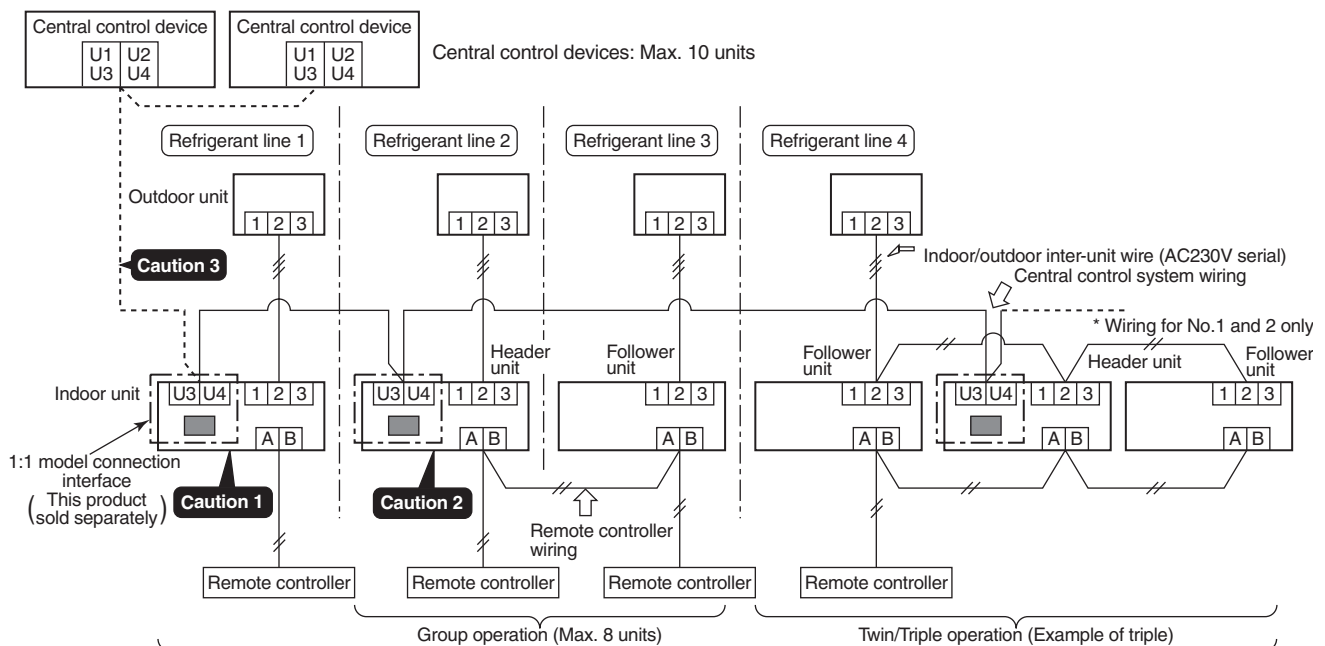 Central control device
Central control device
U1 U2
U3 U4
U1 U2
U3 U4
Central control devices: Max. 10 units
Refrigerant line 1
Refrigerant line 2
Refrigerant line 3
Refrigerant line 4
Outdoor unit
1 2 3
1 2 3
1 2 3
1 2 3
Caution 3
Indoor/outdoor inter-unit wire (AC230V serial)
Central control system wiring
* Wiring for No.1 and 2 only
Header
unit
Follower
unit
Follower
unit
Header unit
Follower
unit
Indoor unit
U3 U4
1 2 3
U3 U4
1 2 3
1 2 3
1 2 3
U3 U4
1 2 3
1 2 3
A B
A B
A B
A B
A B
A B
1:1 model connection
interface
(This product
sold separately)
Caution 1
Caution 2
Remote controller
wiring
Remote controller
Remote controller
Remote controller
Remote controller
Group operation (Max. 8 units)
Twin/Triple operation (Example of triple)